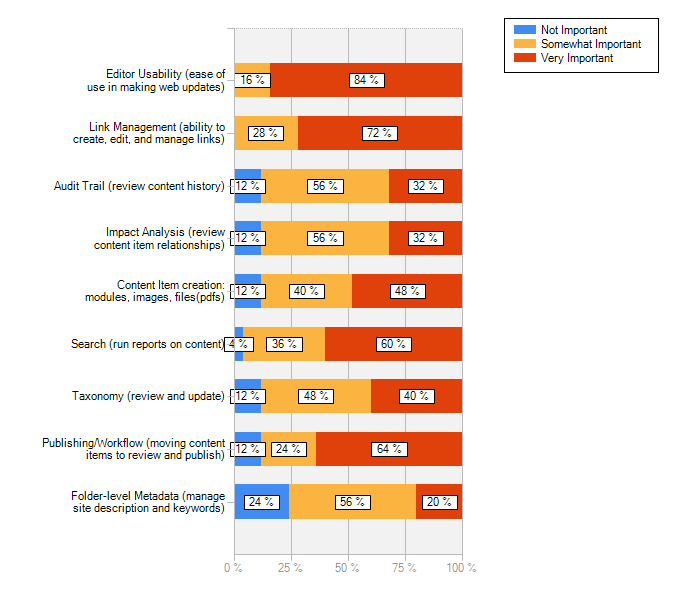 Not Important
Somewhat Important
Very Important
Editor Usability (ease of
use in making web updates)
16 %
84 %
Link Management (ability to
create, edit, and manage links)
28 %
72 %
Audit Trail (review content history)
12 %
56 %
32 %
Impact Analysis (review
content item relationships)
12 %
56 %
32 %
Content Item creation:
modules, images, files(pdfs)
12 %
40 %
48 %
Search (run reports on content)
4 %
36 %
60 %
Taxonomy (review and update)
12 %
48 %
40 %
Publishing/Workflow (moving content
items to review and publish)
12 %
24 %
64 %
Folder-level Metadata (manage
site description and keywords)
24 %
56 %
20 %
0 %
25 %
50 %
75 %
100 %